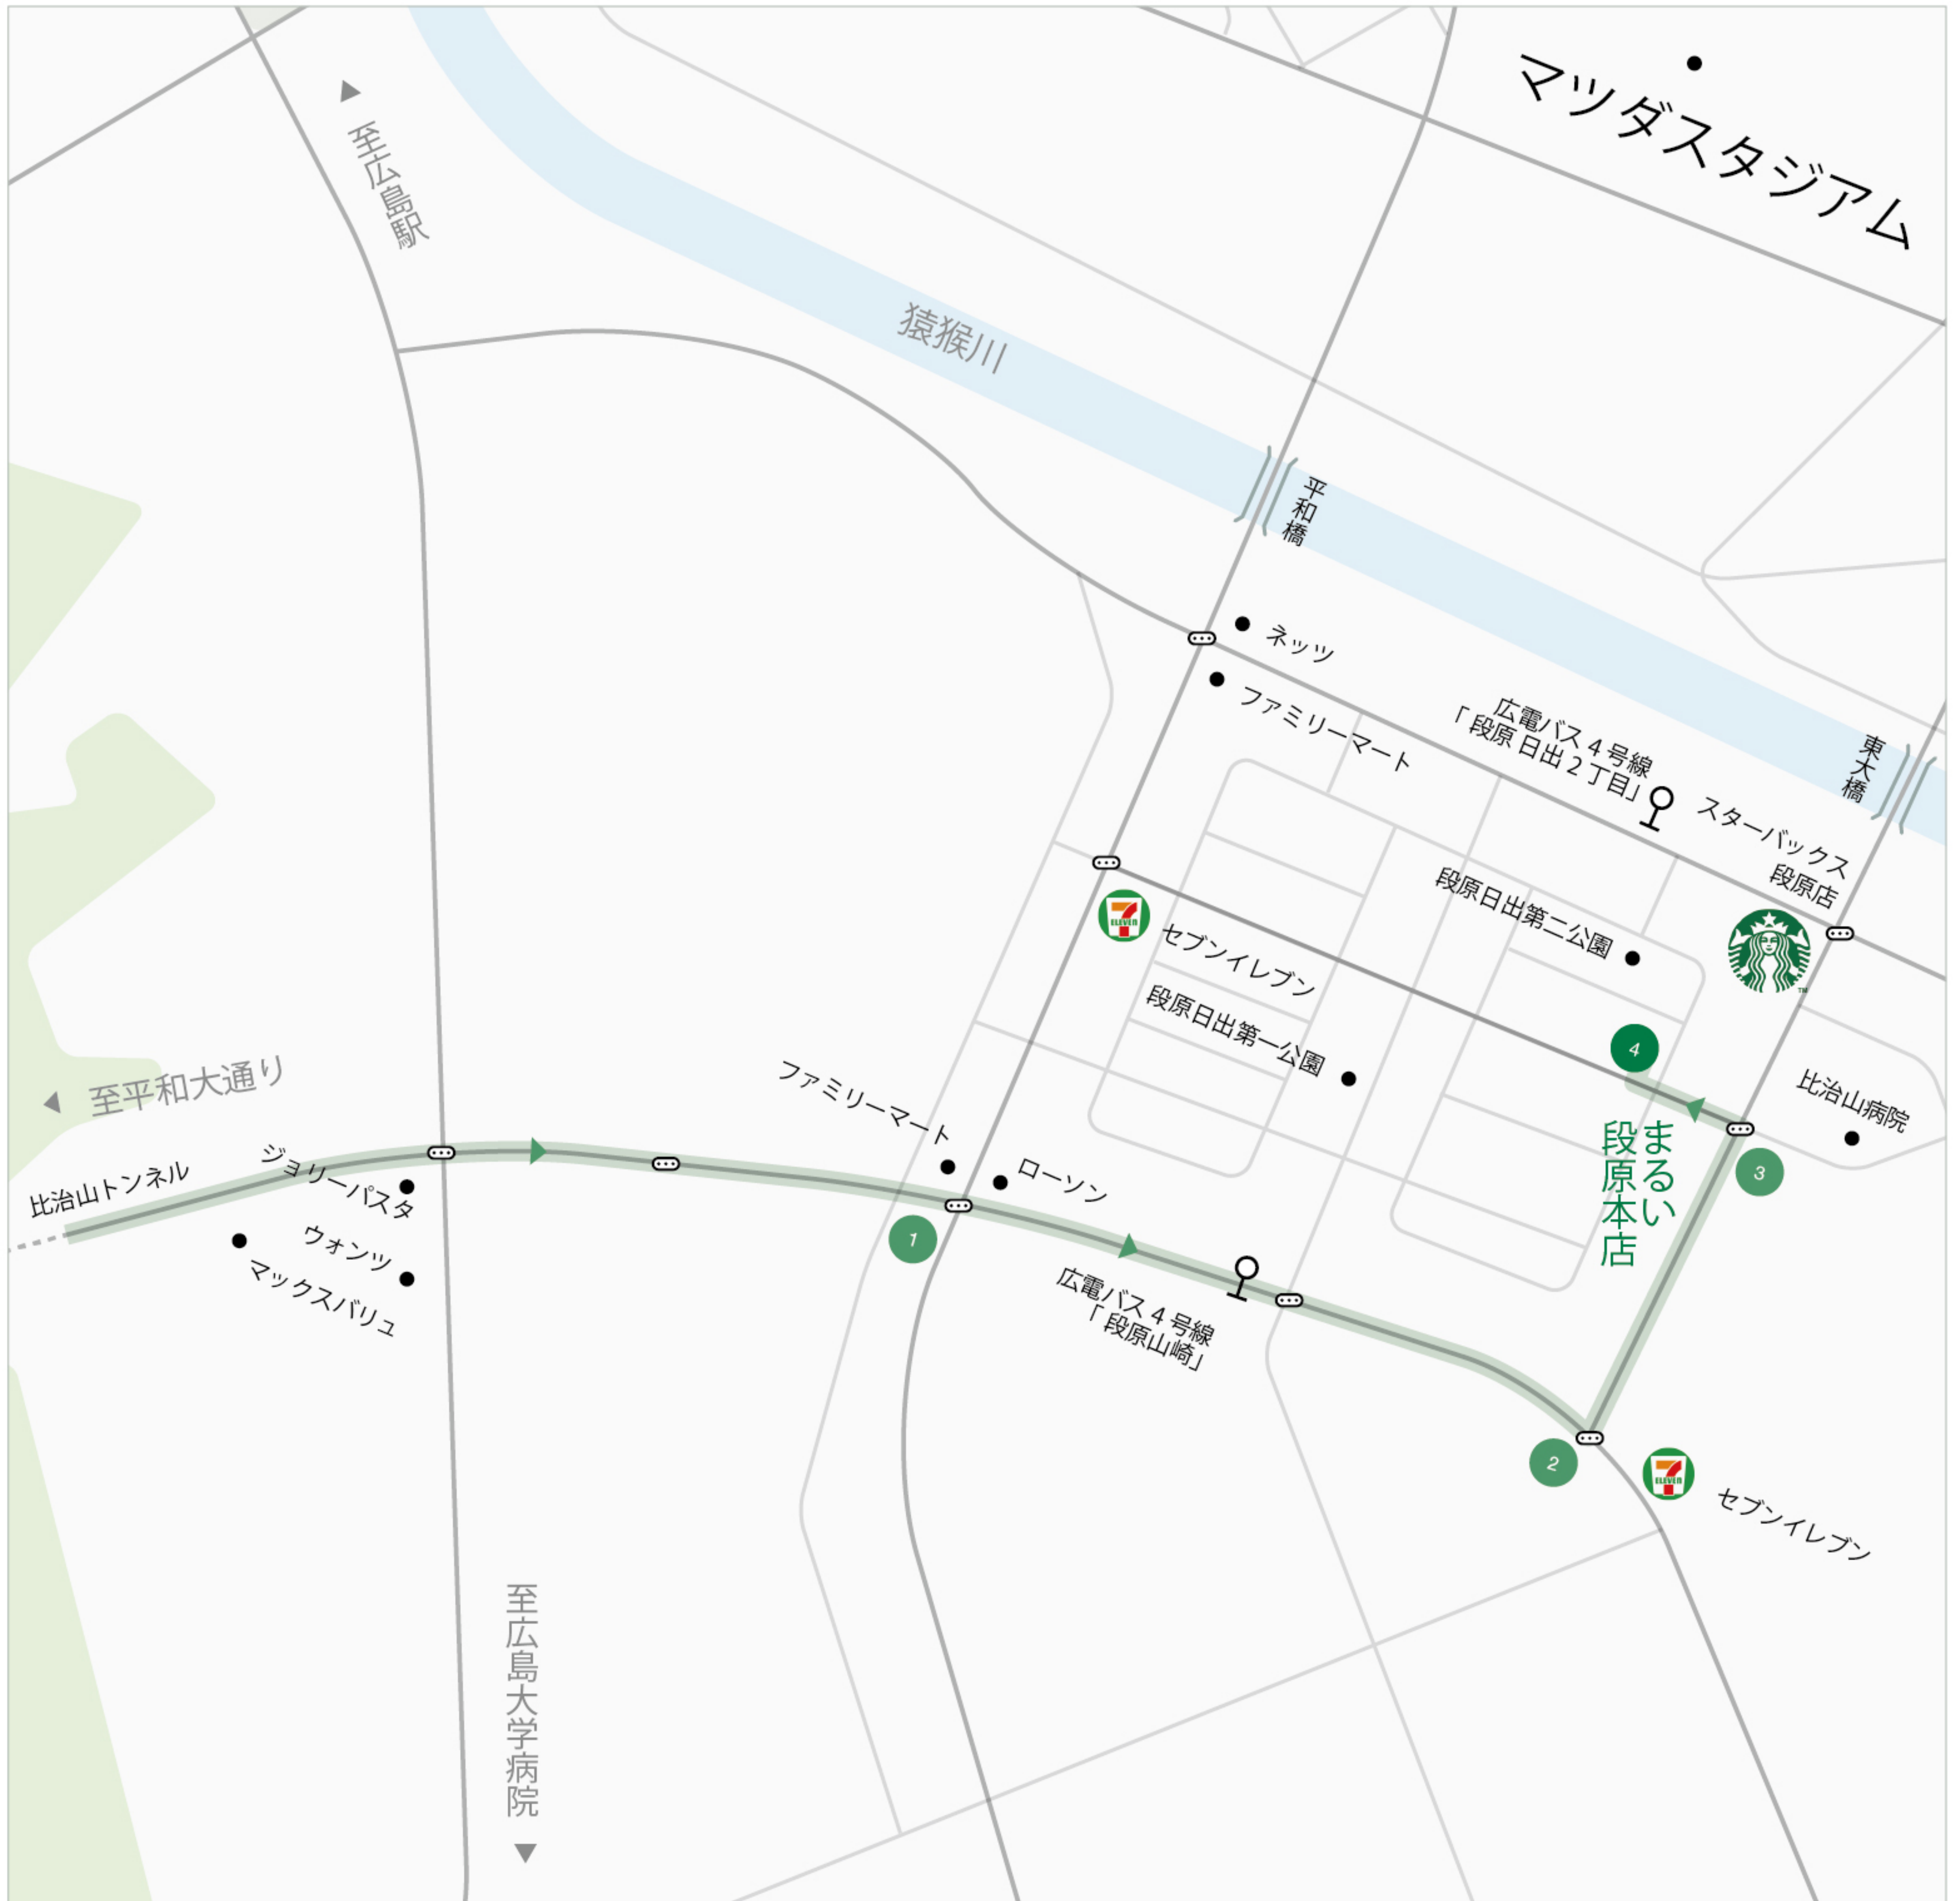 マツダスタジアム
至広島駅
猿猴川
平和橋
ネッツ
ファミリーマート
広電バス 4 号線
「 段原 日出 2 丁目」
東大橋
スターバックス
段原店
段原日出第二公園
7
ELEVEN
セブンイレブン
段原日出第一公園
TM
4
至平和大通り
比治山病院
ファミリーマート
まるい
段原本店
3
比治山トンネル
ジョリーパスタ
ローソン
1
ウォンツ
マックスバリュ
広電バス 4 号線
「 段原山崎」
2
7
ELEVEN
セブンイレブン
至広島大学病院